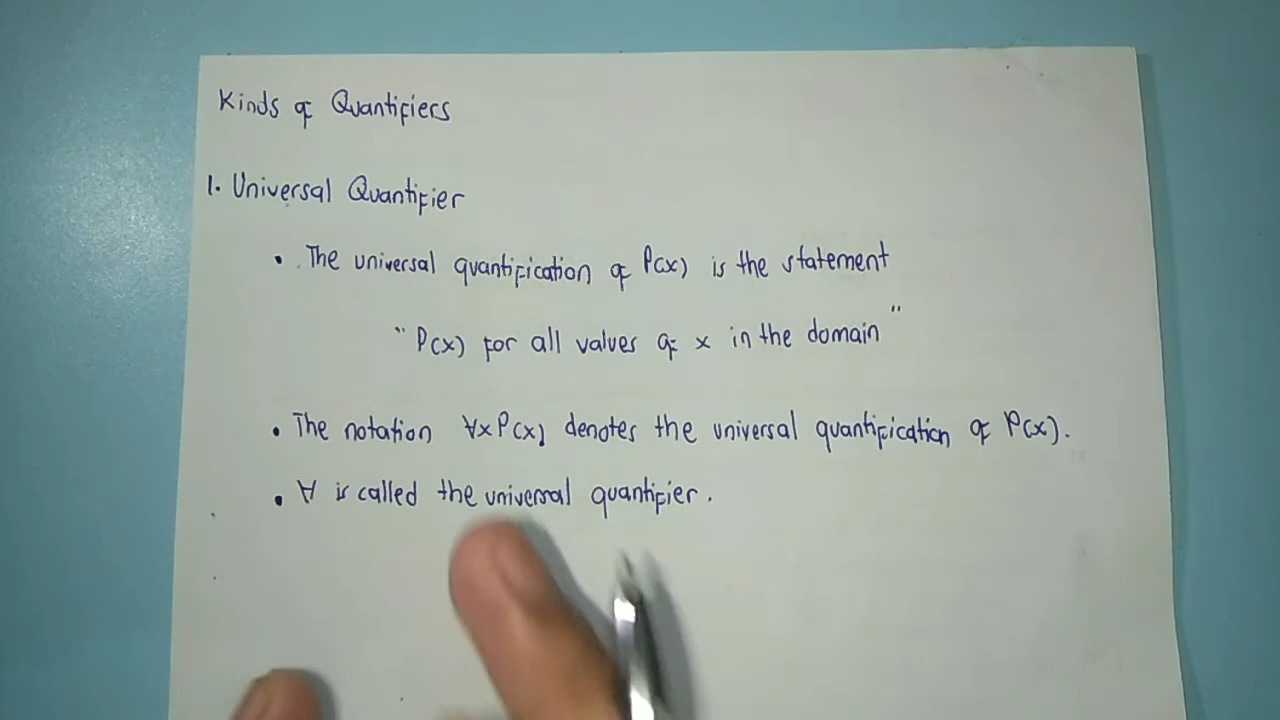 Kinds of Quantifiers
1. Universal Quantifier
• The universal quantification of P(x) is the statement
" P(x) for all values of x in the domain "
• The notation ∀xP(x) denotes the universal quantification of P(x).
• ∀ is called the universal quantifier.